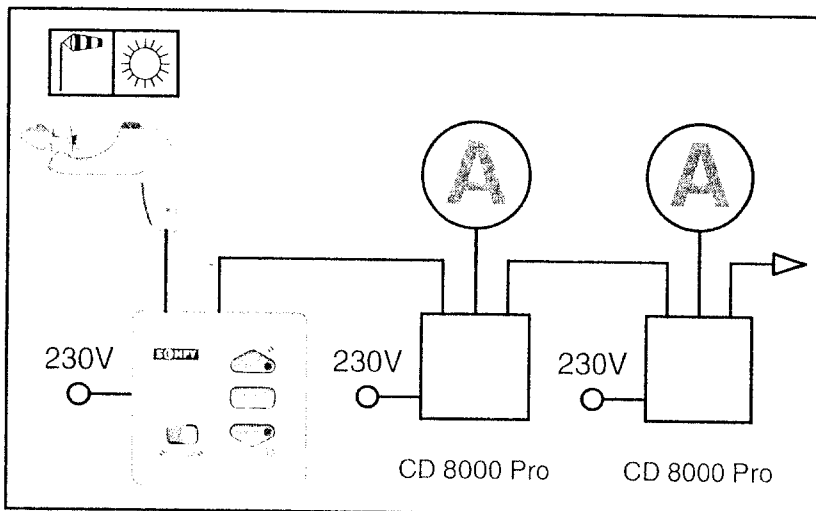 A A
SOMFY
230V 230V 230V
CD 8000 Pro CD 8000 Pro